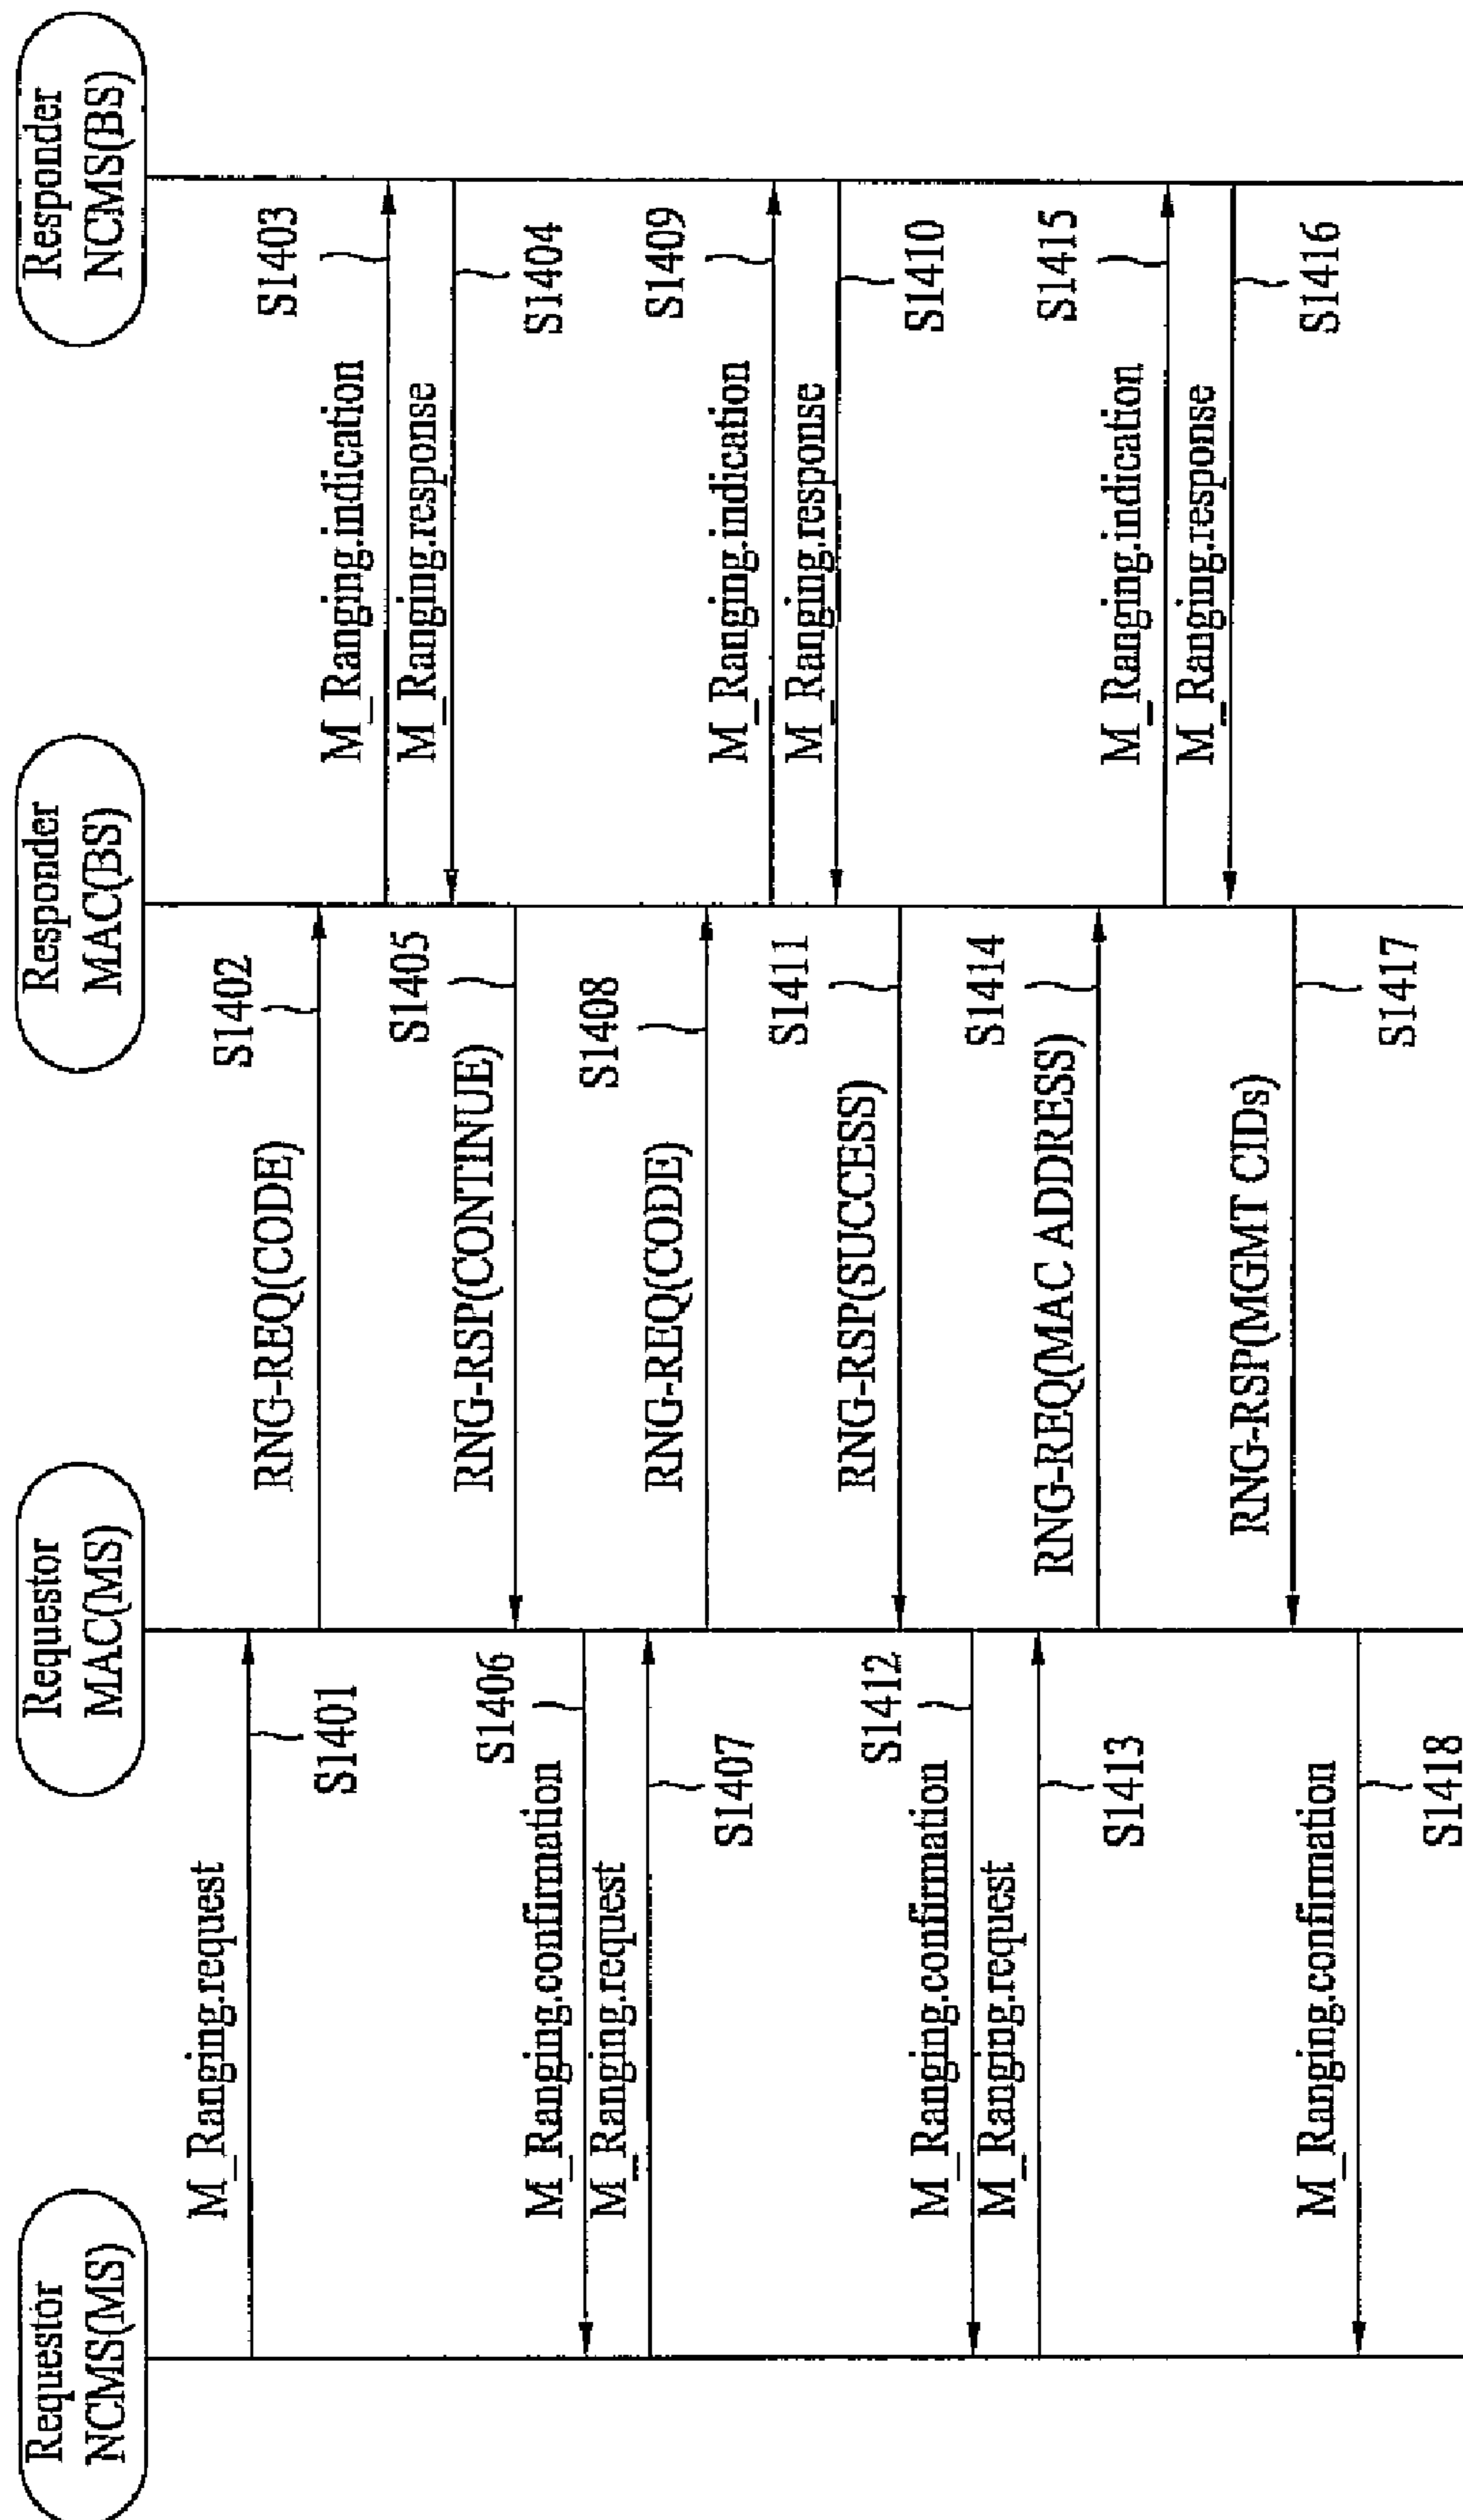 Requestor
NCMS(MS)
Requestor
MAC(MS)
Responder
MAC(BS)
Responder
NCMS(BS)
M_Ranging.request
S1401
S1402
RNG-REQ(CODE)
S1403
M_Ranging.indication
M_Ranging.response
S1404
S1405
RNG-RSP(CONTINUE)
S1406
M_Ranging.confirmation
M_Ranging.request
S1407
S1408
RNG-REQ(CODE)
S1409
M_Ranging.indication
M_Ranging.response
S1410
S1411
RNG-RSP(SUCCESS)
S1412
M_Ranging.confirmation
M_Ranging.request
S1413
S1414
RNG-REQ(MAC ADDRESS)
S1415
M_Ranging.indication
M_Ranging.response
S1416
RNG-RSP(MGMT CIDs)
S1417
M_Ranging.confirmation
S1418